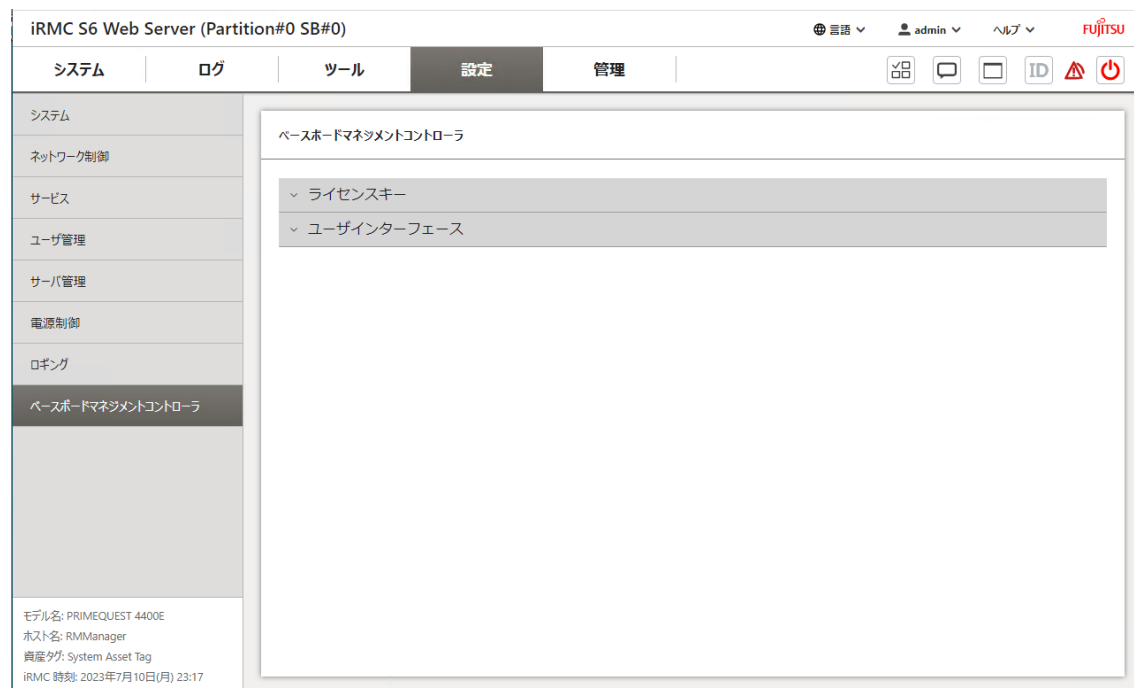 iRMC S6 Web Server (Partition#0 SB#0)
言語
admin
ヘルプ
FUJITSU
システム
ログ
ツール
設定
管理
ID
システム
ネットワーク制御
サービス
ユーザ管理
サーバ管理
電源制御
ロギング
ベースボードマネジメントコントローラ
ベースボードマネジメントコントローラ
ライセンスキー
ユーザインターフェース
モデル名: PRIMEQUEST 4400E
ホスト名: RMManager
資産タグ: System Asset Tag
iRMC 時刻: 2023年7月10日(月) 23:17